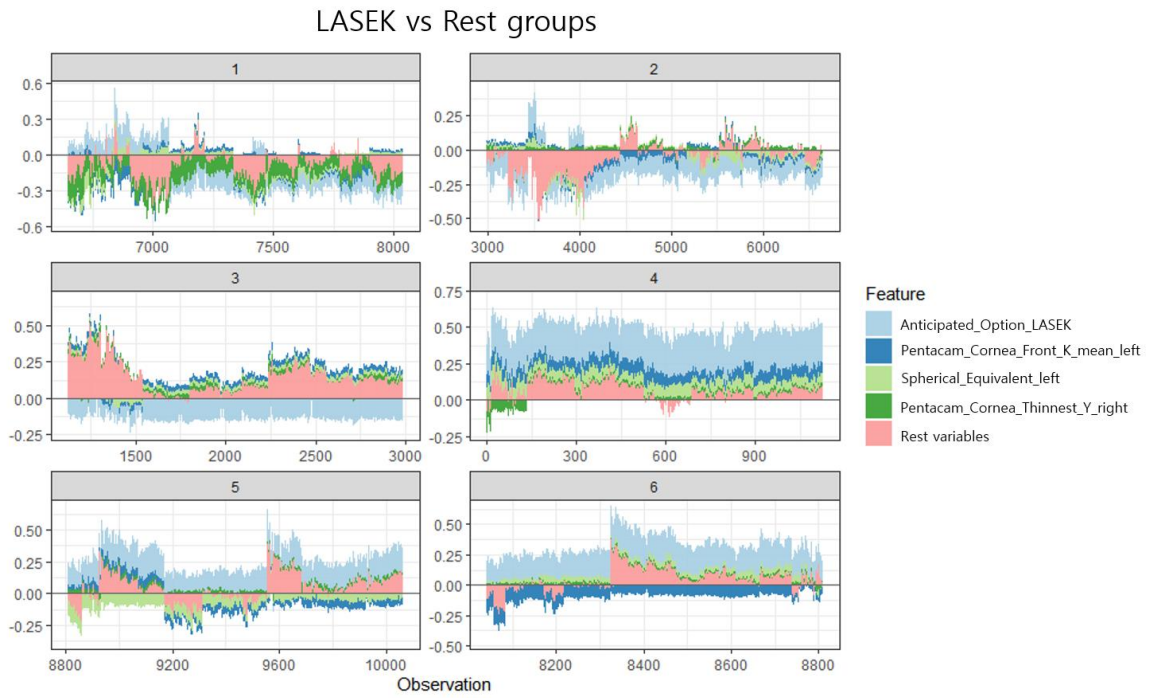 LASEK vs Rest groups
1
0.6
0.3
0.0
-0.3
-0.6
7000 7500 8000
2
0.25
0.00
-0.25
-0.50
3000 4000 5000 6000
3
0.50
0.25
0.00
-0.25
1500 2000 2500 3000
4
0.75
0.50
0.25
0.00
-0.25
0 300 600 900
5
0.50
0.25
0.00
-0.25
8800 9200 9600 10000
6
0.50
0.25
0.00
-0.25
-0.50
8200 8400 8600 8800
Observation
Feature
Anticipated_Option_LASEK
Pentacam_Cornea_Front_K_mean_left
Spherical_Equivalent_left
Pentacam_Cornea_Thinnest_Y_right
Rest variables